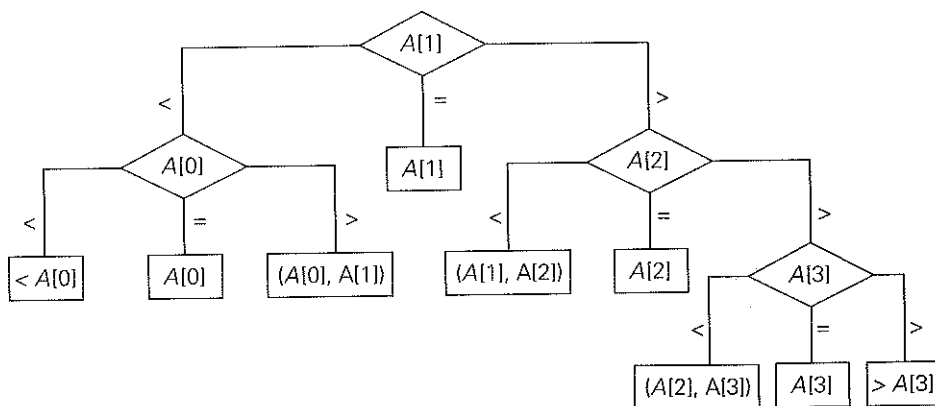 A[1]
< = >
A[0] A[1] A[2]
< = > < = >
< A[0] A[0] (A[0], A[1]) (A[1], A[2]) A[2] A[3]
< = >
(A[2], A[3]) A[3] > A[3]